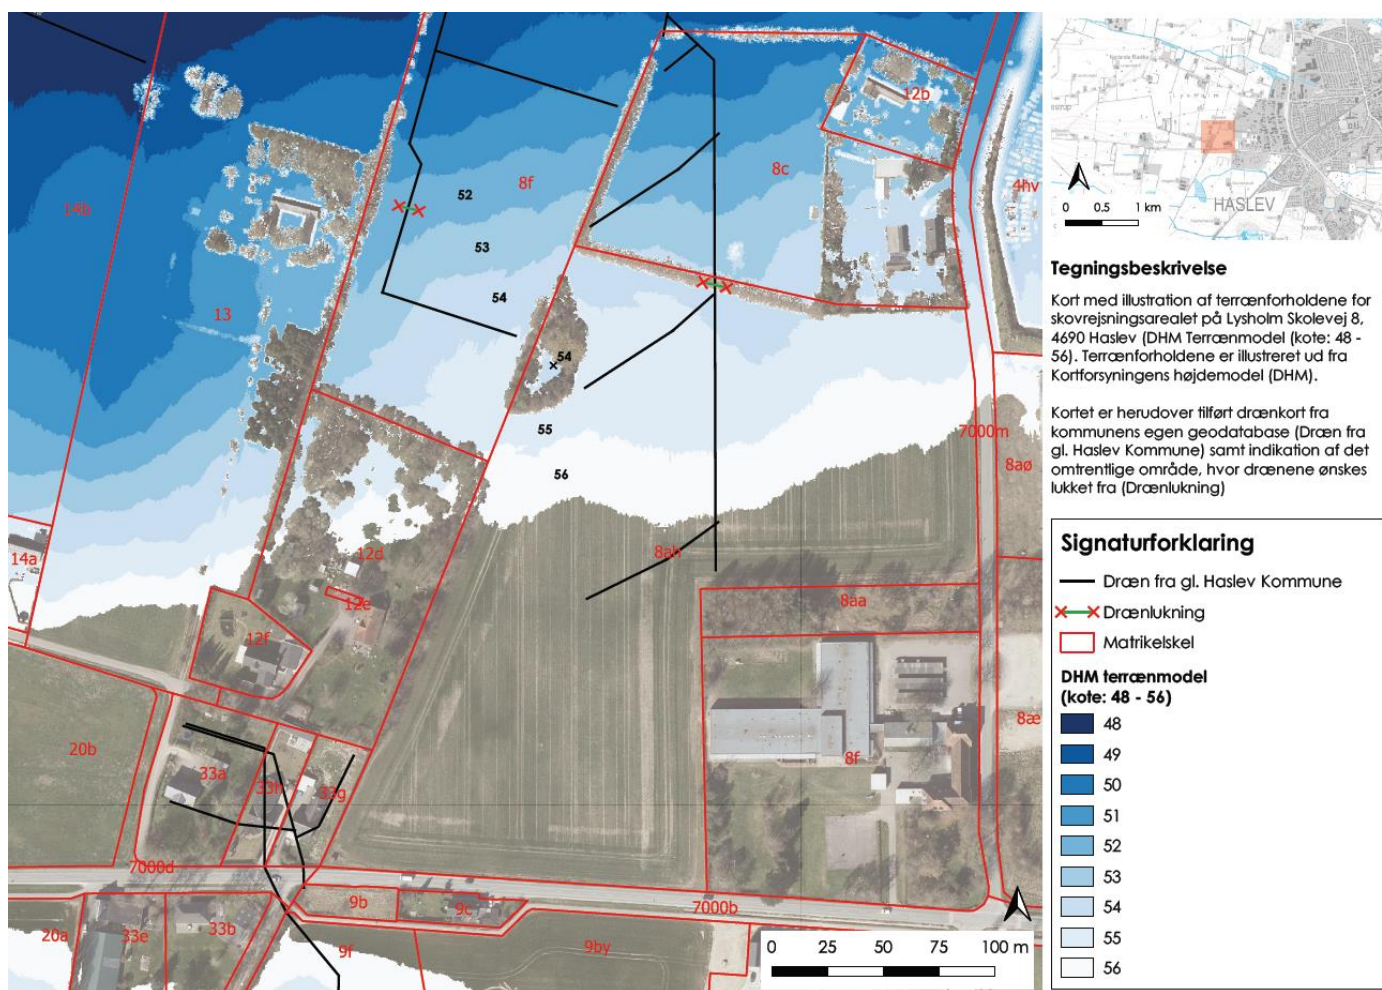 14b
13
8f
52
53
54
54
55
56
8c
12b
4hv
7000m
8aø
14a
12d
12e
12f
8ah
8aa
8f
8æ
20b
33a
33h
33g
7000d
9b
9c
7000b
20a
33e
33b
9f
9by
0 25 50 75 100 m
HASLEV
0 0.5 1 km
Tegningsbeskrivelse
Kort med illustration af terrænforholdene for
skovrejsningsarealet på Lysholm Skolevej 8,
4690 Haslev (DHM Terrænmodel (kote: 48 -
56). Terrænforholdene er illustreret ud fra
Kortforsyningens højdemodel (DHM).
Kortet er herudover tilført drænkort fra
kommunens egen geodatabase (Dræn fra
gl. Haslev Kommune) samt indikation af det
omtrentlige område, hvor drænene ønskes
lukket fra (Drænlukning)
Signaturforklaring
Dræn fra gl. Haslev Kommune
Drænlukning
Matrikelskel
DHM terrænmodel
(kote: 48 - 56)
48
49
50
51
52
53
54
55
56